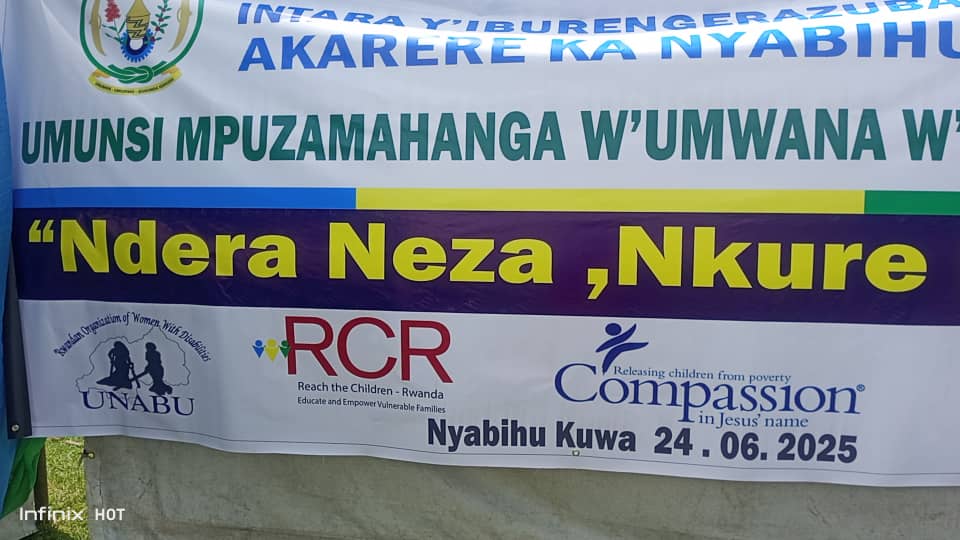 INTARA Y'IBURENGERAZUBA
AKARERE KA NYABIHU
UMUNSI MPUZAMAHANGA W'UMWANA W'
“Ndera Neza ,Nkure
Rwandan Organization of Women With Disabilities
UNABU
RCR
Reach the Children - Rwanda
Educate and Empower Vulnerable Families
Releasing children from poverty
Compassion®
in Jesus' name
Nyabihu Kuwa 24 . 06. 2025
Infinix HOT